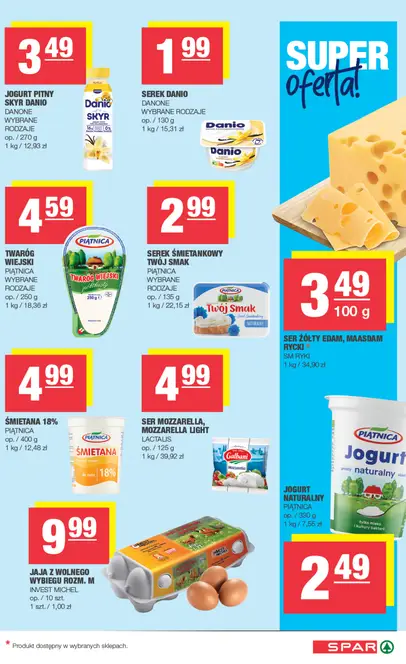 3 49
JOGURT PITNY
SKYR DANIO
DANONE
WYBRANE
RODZAJE
op. / 270 g
1 kg / 12,93 zł
Danio
SKYR
1 99
SEREK DANIO
DANONE
WYBRANE RODZAJE
op. / 130 g
1 kg / 15,31 zł
Danio
SUPER
oferta!
4 59
TWARÓG
WIEJSKI
PIĄTNICA
WYBRANE
RODZAJE
op. / 250 g
1 kg / 18,36 zł
PIĄTNICA
TWARÓG WIEJSKI
2 99
SEREK ŚMIETANKOWY
TWÓJ SMAK
PIĄTNICA
WYBRANE
RODZAJE
op. / 135 g
1 kg / 22,15 zł
PIĄTNICA
Twój Smak
3 49
100 g
SER ŻÓŁTY EDAM, MAASDAM
RYCKI *
SM RYKI
1 kg / 34,90 zł
4 99
ŚMIETANA 18%
PIĄTNICA
op. / 400 g
1 kg / 12,48 zł
PIĄTNICA
ŚMIETANA
18%
4 99
SER MOZZARELLA,
MOZZARELLA LIGHT
LACTALIS
op. / 125 g
1 kg / 39,92 zł
Galbani
Mozzarella
PIĄTNICA
Jogurt
naturalny
JOGURT
NATURALNY
PIĄTNICA
op. / 330 g
1 kg / 7,55 zł
2 49
9 99
JAJA Z WOLNEGO
WYBIEGU ROZM. M
INVEST MICHEL
op. / 10 szt.
1 szt. / 1,00 zł
* Produkt dostępny w wybranych sklepach.
SPAR